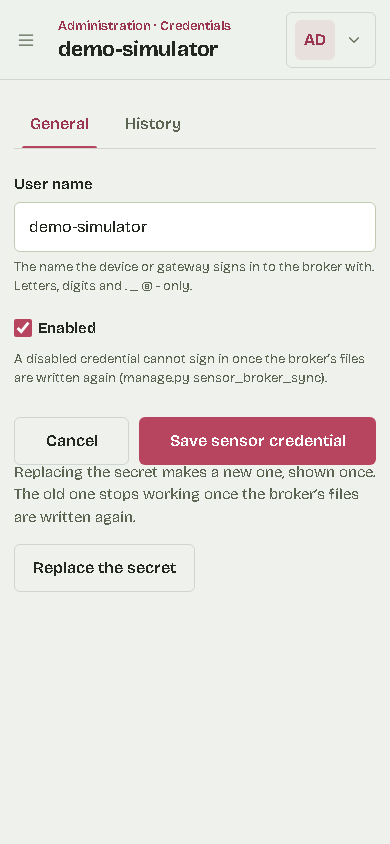 Administration · Credentials
demo-simulator
AD
General
History
User name
demo-simulator
The name the device or gateway signs in to the broker with.
Letters, digits and . _ @ - only.
Enabled
A disabled credential cannot sign in once the broker's files
are written again (manage.py sensor_broker_sync).
Cancel
Save sensor credential
Replacing the secret makes a new one, shown once.
The old one stops working once the broker's files
are written again.
Replace the secret